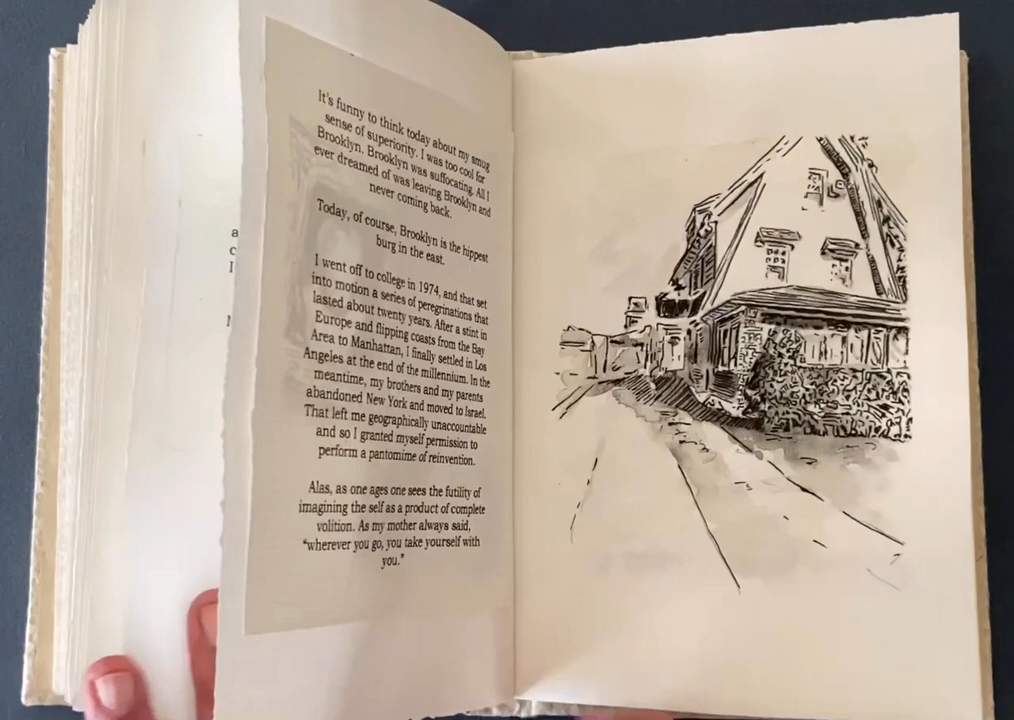 a
c
I
It's funny to think today about my smug
sense of superiority. I was too cool for
Brooklyn. Brooklyn was suffocating. All I
ever dreamed of was leaving Brooklyn and
never coming back.
Today, of course, Brooklyn is the hippest
burg in the east.
I went off to college in 1974, and that set
into motion a series of peregrinations that
lasted about twenty years. After a stint in
Europe and flipping coasts from the Bay
Area to Manhattan, I finally settled in Los
Angeles at the end of the millennium. In the
meantime, my brothers and my parents
abandoned New York and moved to Israel.
That left me geographically unaccountable
and so I granted myself permission to
perform a pantomime of reinvention.
Alas, as one ages one sees the futility of
imagining the self as a product of complete
volition. As my mother always said,
“wherever you go, you take yourself with
you.”